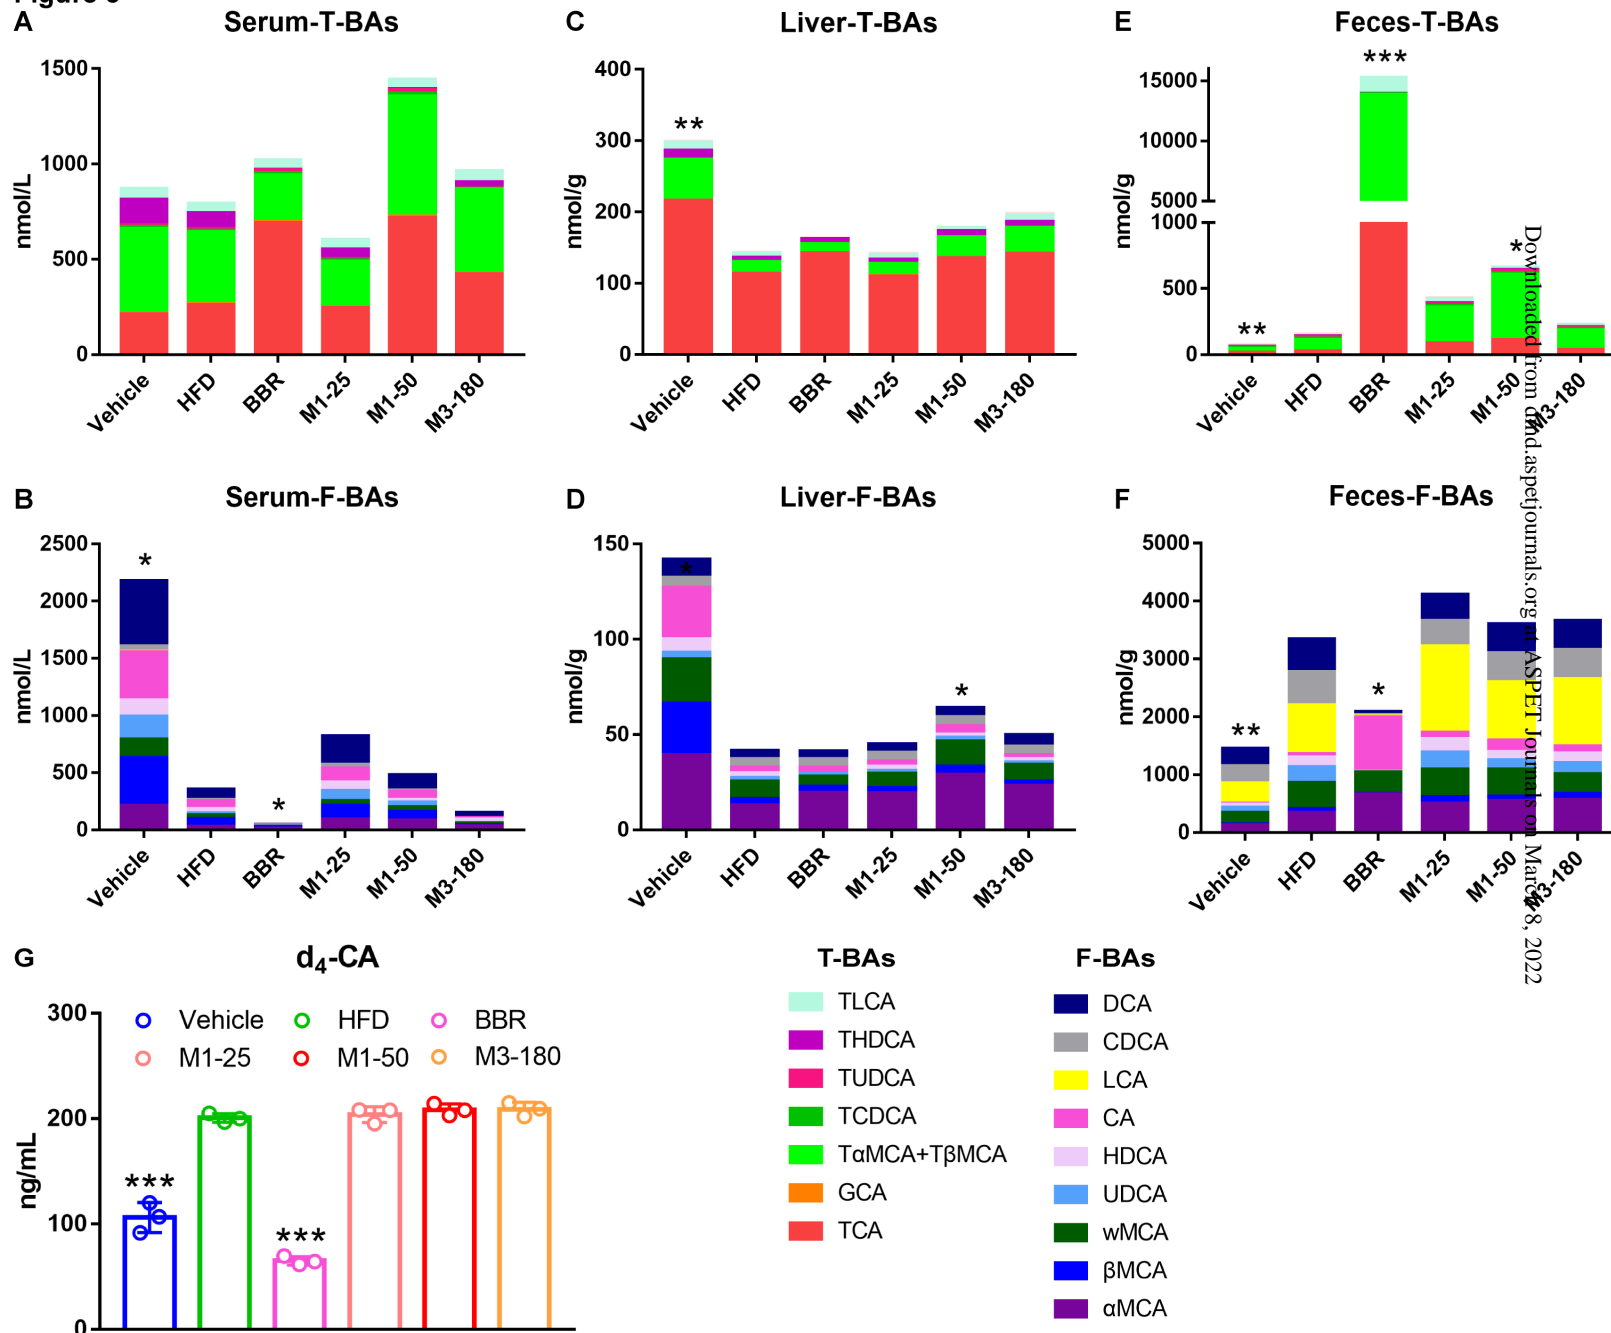 A Serum-T-BAs
nmol/L
1500
1000
500
0
Vehicle HFD BBR M1-25 M1-50 M3-180
C Liver-T-BAs
nmol/g
400
300
200
100
0
**
Vehicle HFD BBR M1-25 M1-50 M3-180
E Feces-T-BAs
nmol/g
15000
10000
5000
1000
500
0
** *** *
Vehicle HFD BBR M1-25 M1-50 M3-180
B Serum-F-BAs
nmol/L
2500
2000
1500
1000
500
0
* *
Vehicle HFD BBR M1-25 M1-50 M3-180
D Liver-F-BAs
nmol/g
150
100
50
0
* *
Vehicle HFD BBR M1-25 M1-50 M3-180
F Feces-F-BAs
nmol/g
5000
4000
3000
2000
1000
0
** *
Vehicle HFD BBR M1-25 M1-50 M3-180
G d4-CA
ng/mL
300
200
100
0
Vehicle HFD BBR
M1-25 M1-50 M3-180
*** ***
T-BAs
TLCA
THDCA
TUDCA
TCDCA
TαMCA+TβMCA
GCA
TCA
F-BAs
DCA
CDCA
LCA
CA
HDCA
UDCA
wMCA
βMCA
αMCA
Downloaded from dmd.aspetjournals.org at ASPET Journals on March 8, 2022